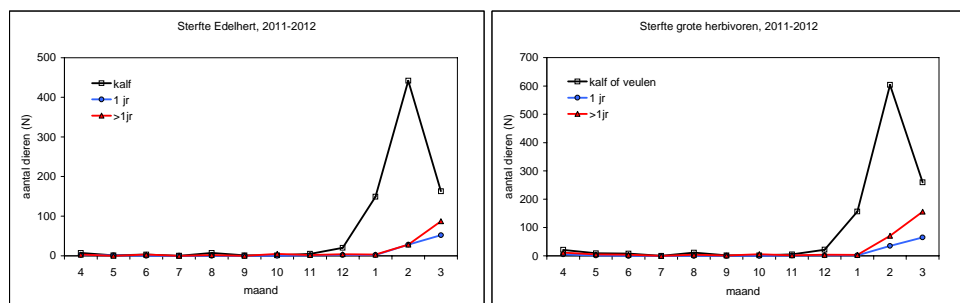 Sterfte Edelhert, 2011-2012
500
400
300
200
100
0
aantal dieren (N)
kalf
1 jr
>1jr
4 5 6 7 8 9 10 11 12 1 2 3
maand
Sterfte grote herbivoren, 2011-2012
700
600
500
400
300
200
100
0
aantal dieren (N)
kalf of veulen
1 jr
>1jr
4 5 6 7 8 9 10 11 12 1 2 3
maand